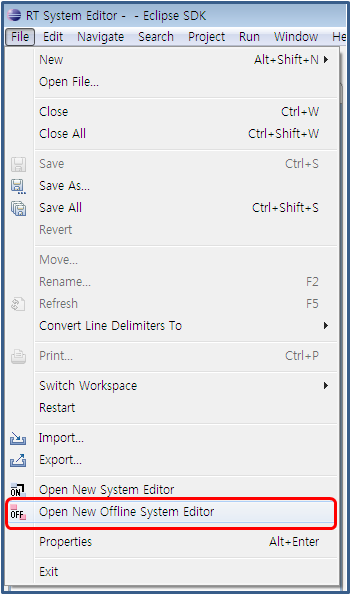 RT System Editor - - Eclipse SDK
File Edit Navigate Search Project Run Window He
New Alt+Shift+N
Open File...
Close Ctrl+W
Close All Ctrl+Shift+W
Save Ctrl+S
Save As...
Save All Ctrl+Shift+S
Revert
Move...
Rename... F2
Refresh F5
Convert Line Delimiters To
Print... Ctrl+P
Switch Workspace
Restart
Import...
Export...
ON Open New System Editor
OFF Open New Offline System Editor
Properties Alt+Enter
Exit